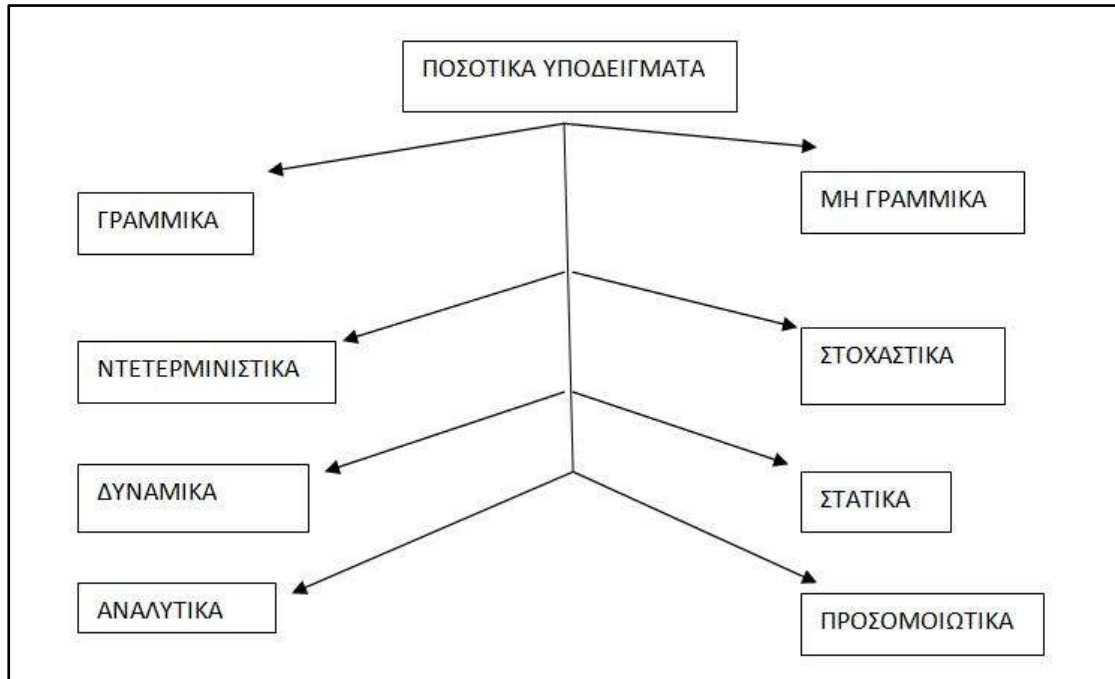 ΠΟΣΟΤΙΚΑ ΥΠΟΔΕΙΓΜΑΤΑ
ΓΡΑΜΜΙΚΑ
ΜΗ ΓΡΑΜΜΙΚΑ
ΝΤΕΤΕΡΜΙΝΙΣΤΙΚΑ
ΣΤΟΧΑΣΤΙΚΑ
ΔΥΝΑΜΙΚΑ
ΣΤΑΤΙΚΑ
ΑΝΑΛΥΤΙΚΑ
ΠΡΟΣΟΜΟΙΩΤΙΚΑ